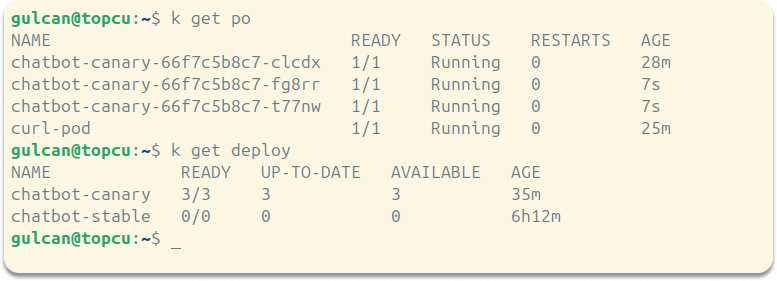 gulcan@topcu:~$ k get po
NAME READY STATUS RESTARTS AGE
chatbot-canary-66f7c5b8c7-clcdx 1/1 Running 0 28m
chatbot-canary-66f7c5b8c7-fg8rr 1/1 Running 0 7s
chatbot-canary-66f7c5b8c7-t77nw 1/1 Running 0 7s
curl-pod 1/1 Running 0 25m
gulcan@topcu:~$ k get deploy
NAME READY UP-TO-DATE AVAILABLE AGE
chatbot-canary 3/3 3 3 35m
chatbot-stable 0/0 0 0 6h12m
gulcan@topcu:~$ _